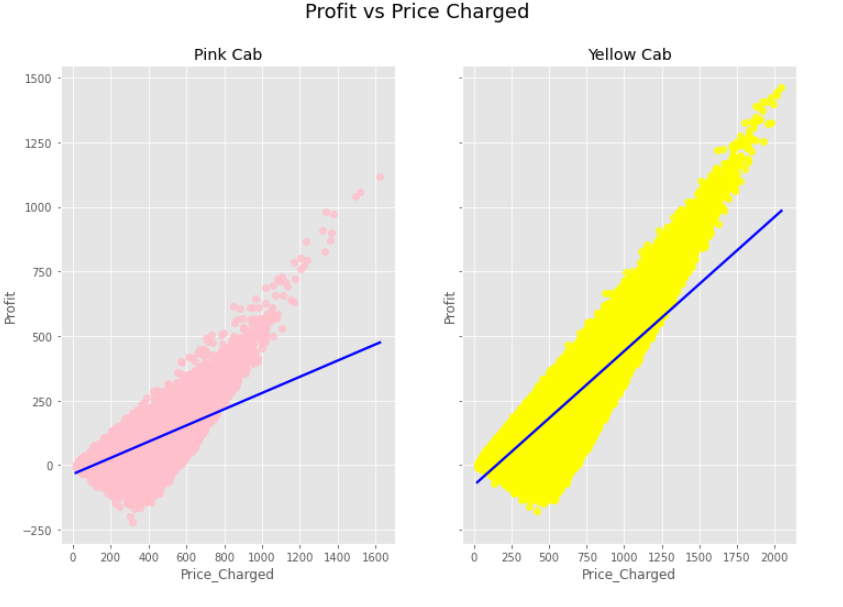 Profit vs Price Charged
Pink Cab
Yellow Cab
1500
1250
1000
750
500
250
0
−250
Profit
Profit
0 200 400 600 800 1000 1200 1400 1600
0 250 500 750 1000 1250 1500 1750 2000
Price_Charged
Price_Charged